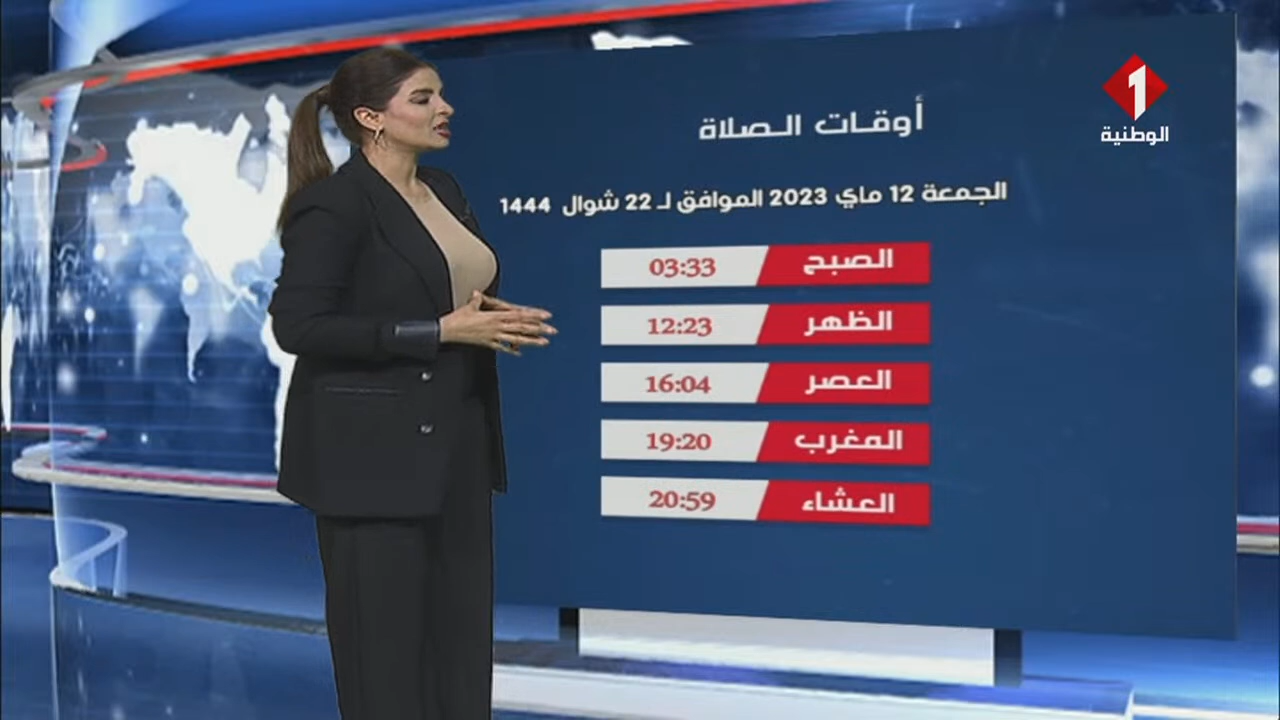 1
الوطنية
أوقات الصلاة
الجمعة 12 ماي 2023 الموافق لـ 22 شوال 1444
الصبح 03:33
الظهر 12:23
العصر 16:04
المغرب 19:20
العشاء 20:59